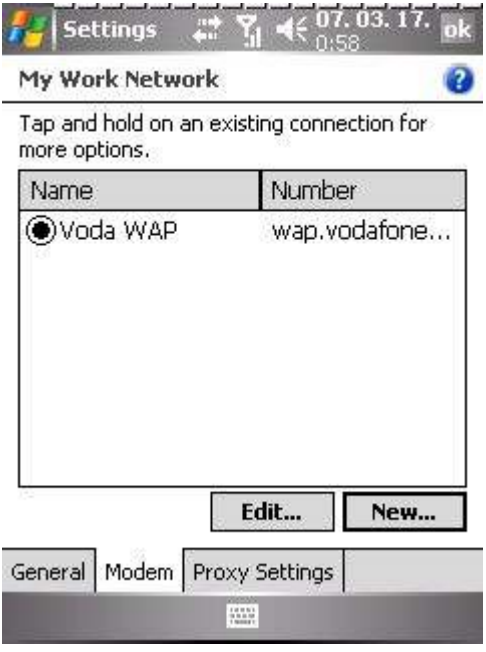 Settings 07. 03. 17. ok
0:58
My Work Network ?
Tap and hold on an existing connection for
more options.
Name Number
Voda WAP wap.vodafone...
Edit... New...
General Modem Proxy Settings